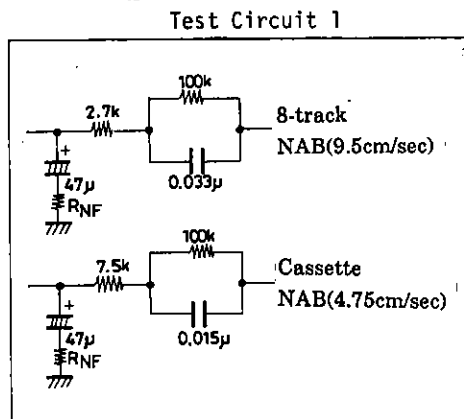 Test Circuit 1
100k
2.7k
8-track
NAB(9.5cm/sec)
+
47μ
0.033μ
RNF
100k
7.5k
Cassette
NAB(4.75cm/sec)
+
47μ
0.015μ
RNF